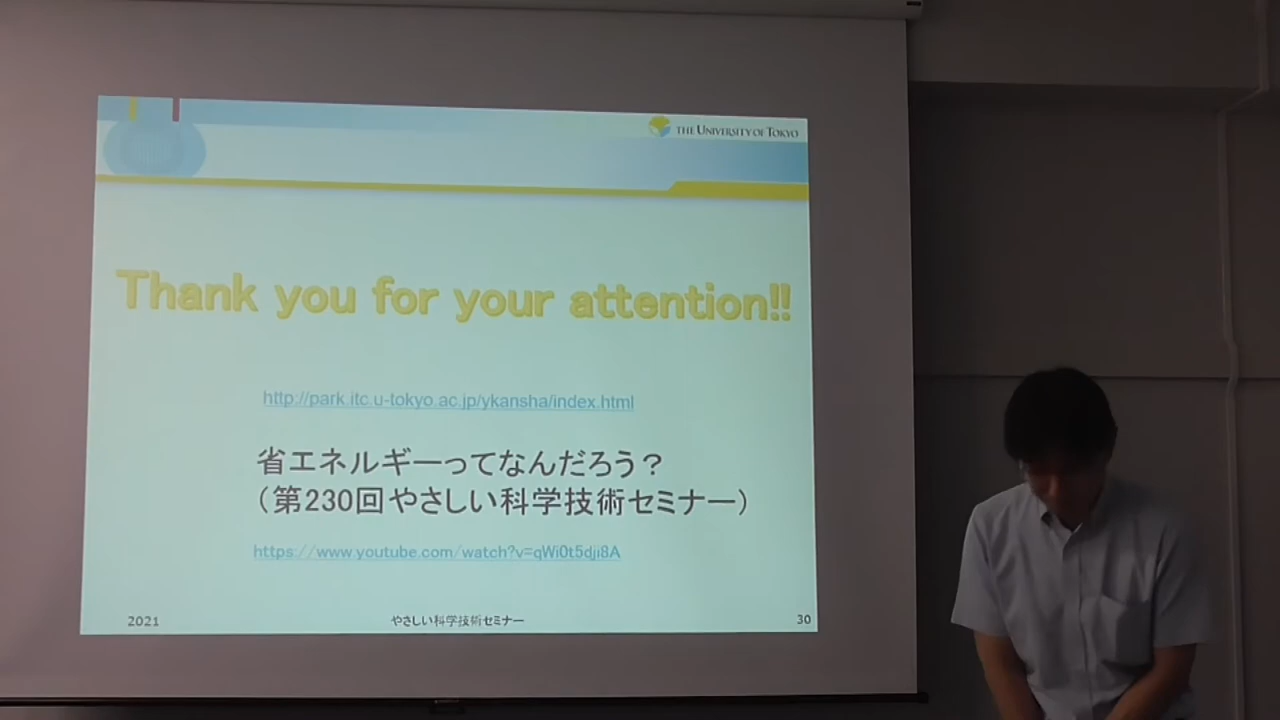 THE UNIVERSITY OF TOKYO
Thank you for your attention!!
http://park.itc.u-tokyo.ac.jp/ykansha/index.html
省エネルギーってなんだろう？
（第230回やさしい科学技術セミナー）
https://www.youtube.com/watch?v=qWi0t5dji8A
2021
やさしい科学技術セミナー
30